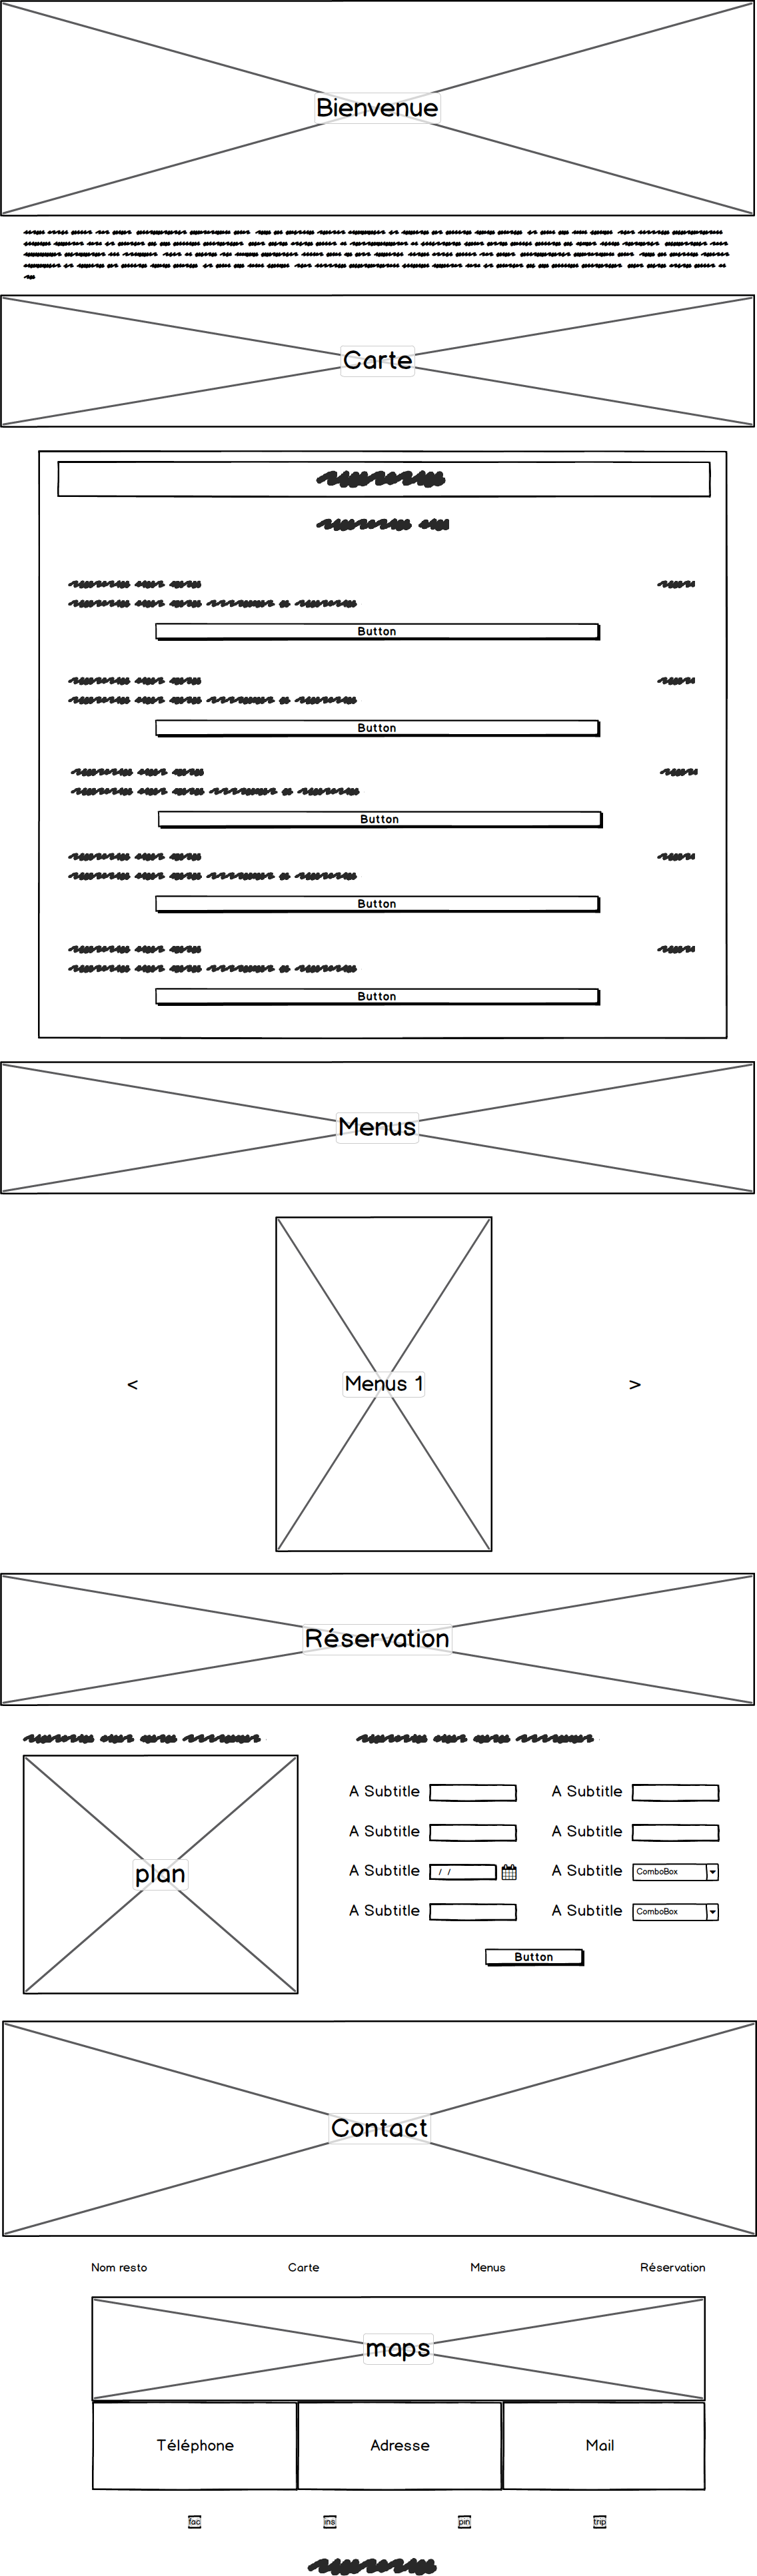 Bienvenue
Carte
Button
Button
Button
Button
Button
Menus
< Menus 1 >
Réservation
plan
A Subtitle A Subtitle
A Subtitle A Subtitle
A Subtitle / / A Subtitle ComboBox
A Subtitle A Subtitle ComboBox
Button
Contact
Nom resto Carte Menus Réservation
maps
Téléphone Adresse Mail
fac ins pin trip